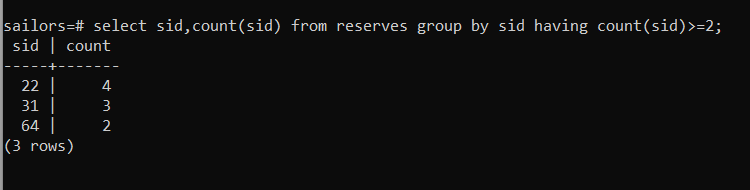 sailors=# select sid,count(sid) from reserves group by sid having count(sid)>=2;
 sid | count
-----+-------
  22 |     4
  31 |     3
  64 |     2
(3 rows)